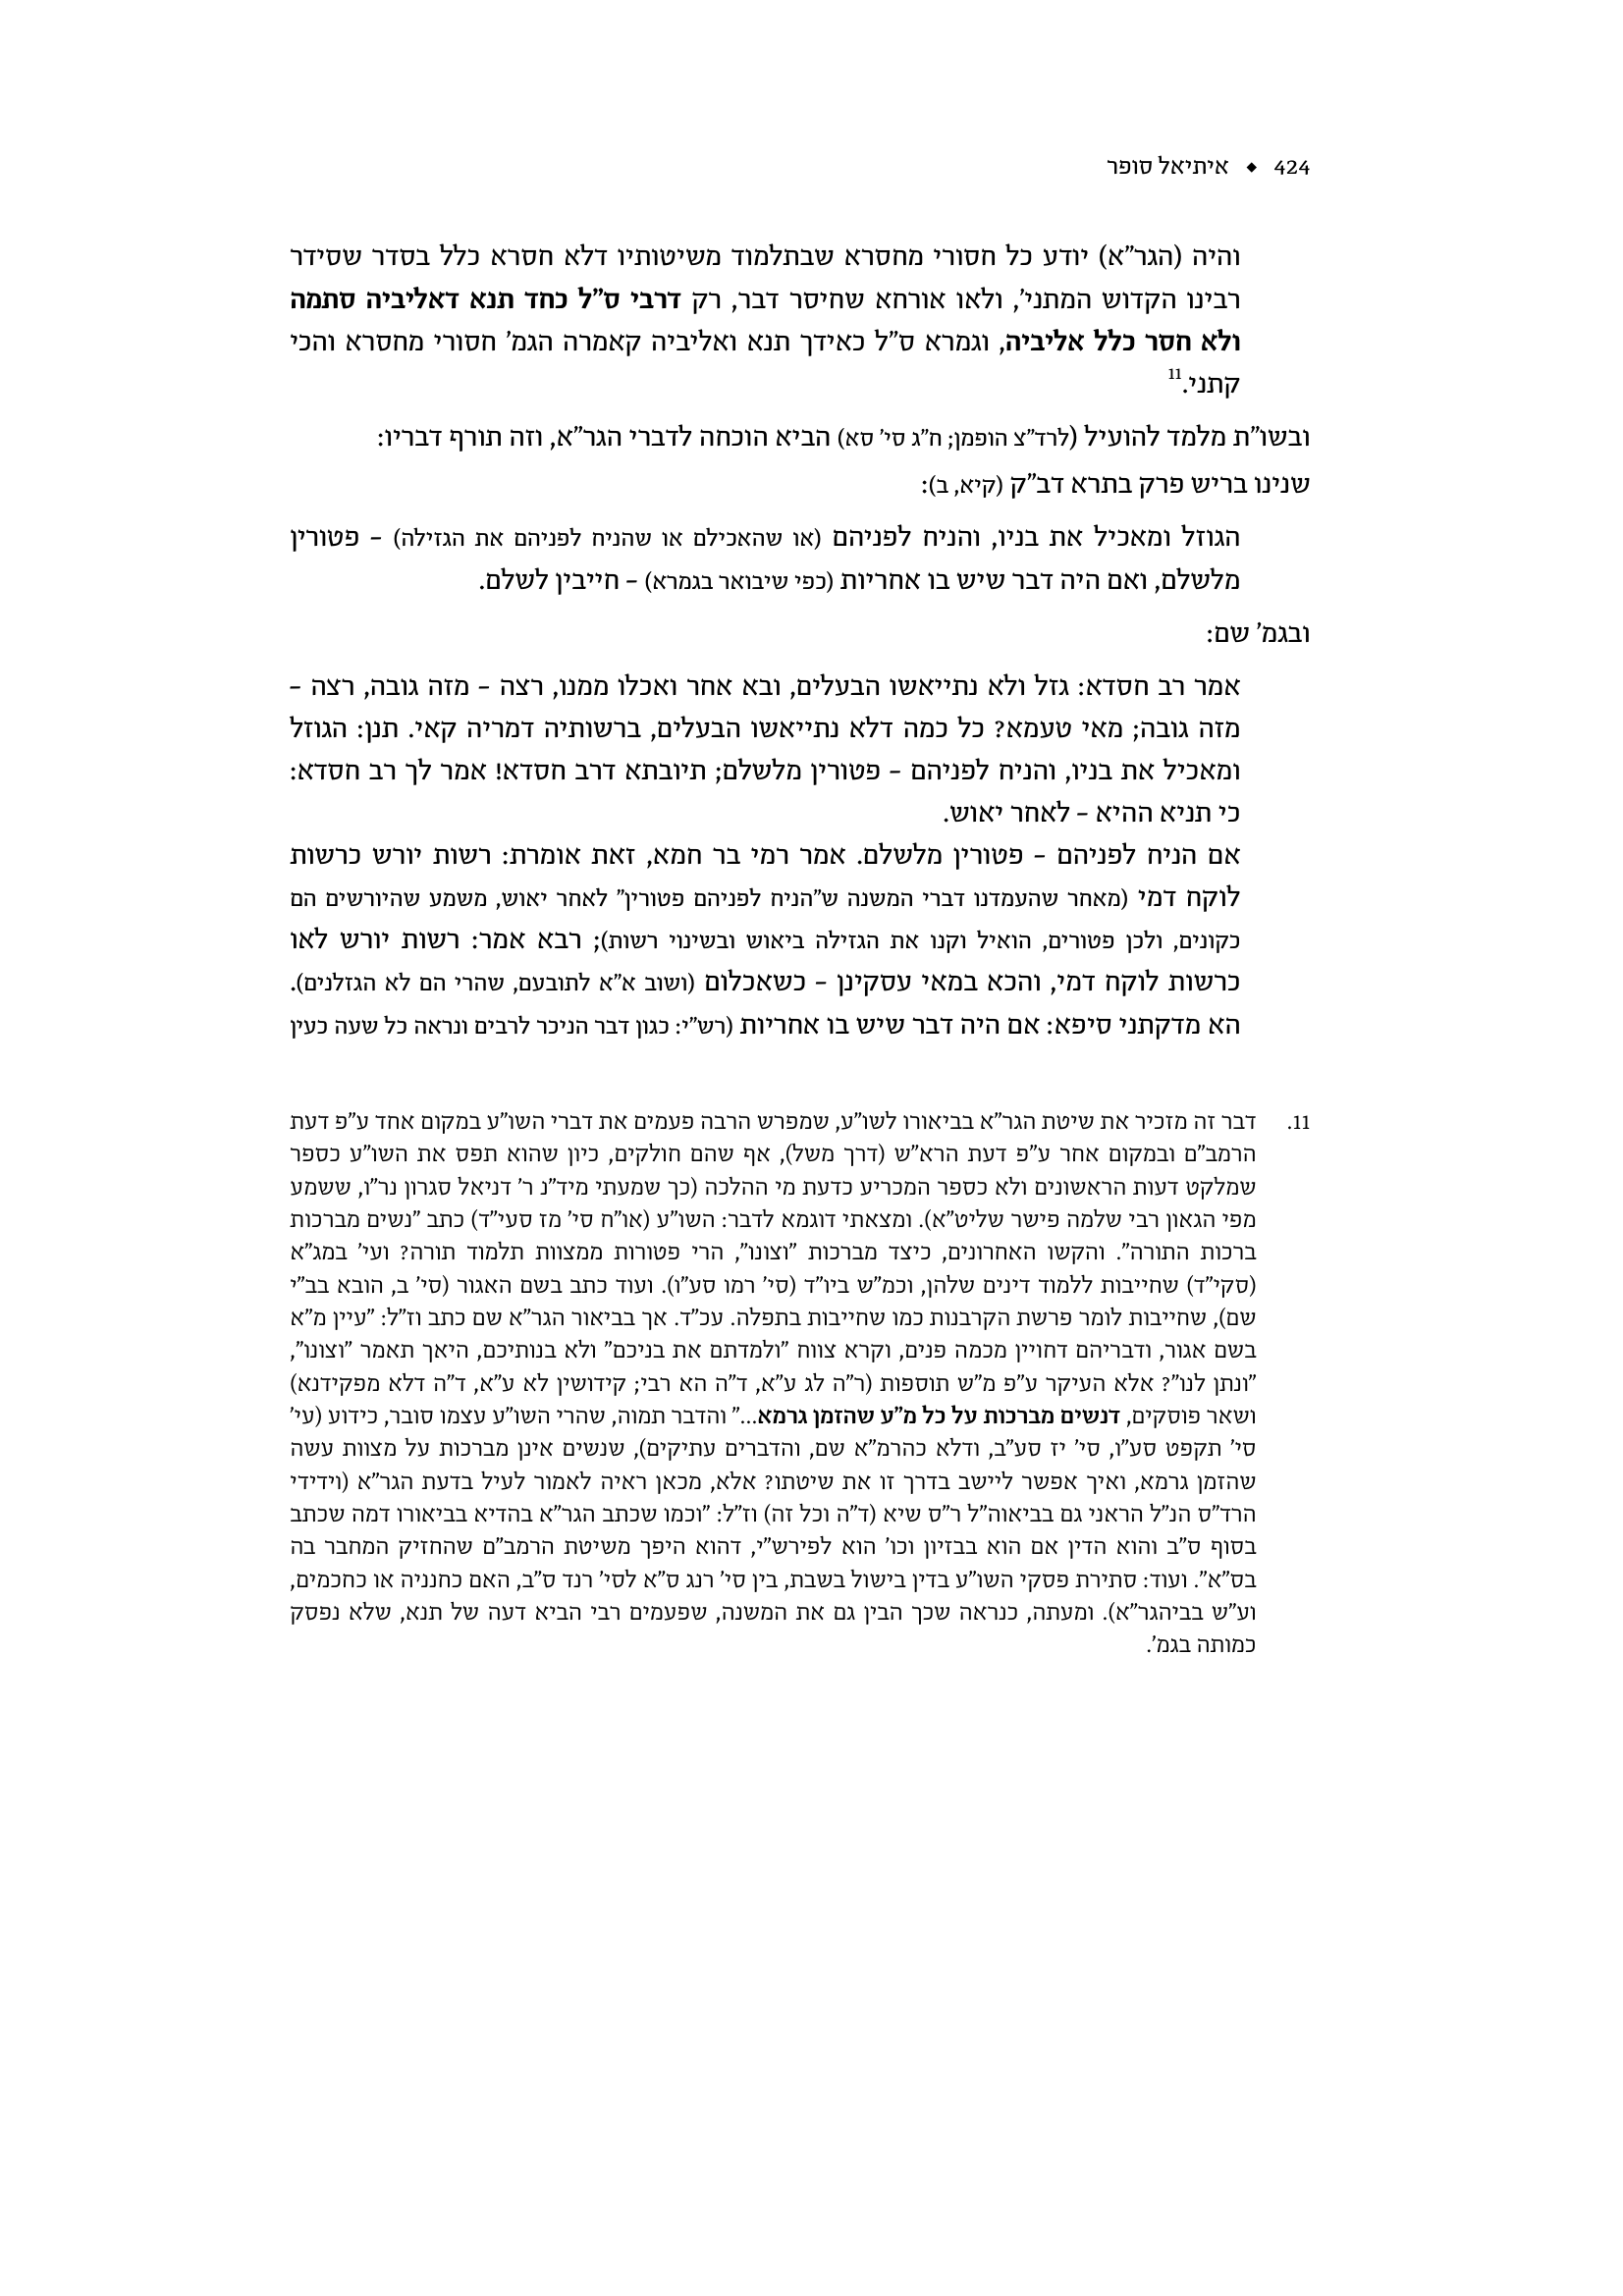 424 ◆ איתיאל סופר
והיה (הגר״א) יודע כל חסורי מחסרא שבתלמוד משיטותיו דלא חסרא כלל בסדר שסידר
רבינו הקדוש המתני׳, ולאו אורחא שחיסר דבר, רק דרבי ס״ל כחד תנא דאליביה סתמה
ולא חסר כלל אליביה, וגמרא ס״ל כאידך תנא ואליביה קאמרה הגמ׳ חסורי מחסרא והכי
קתני.11
ובשו״ת מלמד להועיל (לרד״צ הופמן; ח״ג סי׳ סא) הביא הוכחה לדברי הגר״א, וזה תורף דבריו:
שנינו בריש פרק בתרא דב״ק (קיא, ב):
הגוזל ומאכיל את בניו, והניח לפניהם (או שהאכילם או שהניח לפניהם את הגזילה) – פטורין
מלשלם, ואם היה דבר שיש בו אחריות (כפי שיבואר בגמרא) – חייבין לשלם.
ובגמ׳ שם:
אמר רב חסדא: גזל ולא נתייאשו הבעלים, ובא אחר ואכלו ממנו, רצה – מזה גובה, רצה –
מזה גובה; מאי טעמא? כל כמה דלא נתייאשו הבעלים, ברשותיה דמריה קאי. תנן: הגוזל
ומאכיל את בניו, והניח לפניהם – פטורין מלשלם; תיובתא דרב חסדא! אמר לך רב חסדא:
כי תניא ההיא – לאחר יאוש.
אם הניח לפניהם – פטורין מלשלם. אמר רמי בר חמא, זאת אומרת: רשות יורש כרשות
לוקח דמי (מאחר שהעמדנו דברי המשנה ש״הניח לפניהם פטורין״ לאחר יאוש, משמע שהיורשים הם
כקונים, ולכן פטורים, הואיל וקנו את הגזילה ביאוש ובשינוי רשות); רבא אמר: רשות יורש לאו
כרשות לוקח דמי, והכא במאי עסקינן – כשאכלום (ושוב א״א לתובעם, שהרי הם לא הגזלנים).
הא מדקתני סיפא: אם היה דבר שיש בו אחריות (רש״י: כגון דבר הניכר לרבים ונראה כל שעה כעין
11. דבר זה מזכיר את שיטת הגר״א בביאורו לשו״ע, שמפרש הרבה פעמים את דברי השו״ע במקום אחד ע״פ דעת
הרמב״ם ובמקום אחר ע״פ דעת הרא״ש (דרך משל), אף שהם חולקים, כיון שהוא תפס את השו״ע כספר
שמלקט דעות הראשונים ולא כספר המכריע כדעת מי ההלכה (כך שמעתי מיד״נ ר׳ דניאל סגרון נר״ו, ששמע
מפי הגאון רבי שלמה פישר שליט״א). ומצאתי דוגמא לדבר: השו״ע (או״ח סי׳ מז סעי״ד) כתב ״נשים מברכות
ברכות התורה״. והקשו האחרונים, כיצד מברכות ״וצונו״, הרי פטורות ממצוות תלמוד תורה? ועי׳ במג״א
(סקי״ד) שחייבות ללמוד דינים שלהן, וכמ״ש ביו״ד (סי׳ רמו סע״ו). ועוד כתב בשם האגור (סי׳ ב, הובא בב״י
שם), שחייבות לומר פרשת הקרבנות כמו שחייבות בתפלה. עכ״ד. אך בביאור הגר״א שם כתב וז״ל: ״עיין מ״א
בשם אגור, ודבריהם דחויין מכמה פנים, וקרא צווח ״ולמדתם את בניכם״ ולא בנותיכם, היאך תאמר ״וצונו״,
״ונתן לנו״? אלא העיקר ע״פ מ״ש תוספות (ר״ה לג ע״א, ד״ה הא רבי; קידושין לא ע״א, ד״ה דלא מפקידנא)
ושאר פוסקים, דנשים מברכות על כל מ״ע שהזמן גרמא...״ והדבר תמוה, שהרי השו״ע עצמו סובר, כידוע (עי׳
סי׳ תקפט סע״ו, סי׳ יז סע״ב, ודלא כהרמ״א שם, והדברים עתיקים), שנשים אינן מברכות על מצוות עשה
שהזמן גרמא, ואיך אפשר ליישב בדרך זו את שיטתו? אלא, מכאן ראיה לאמור לעיל בדעת הגר״א (וידידי
הרד״ס הנ״ל הראני גם בביאוה״ל ר״ס שיא (ד״ה וכל זה) וז״ל: ״וכמו שכתב הגר״א בהדיא בביאורו דמה שכתב
בסוף ס״ב והוא הדין אם הוא בבזיון וכו׳ הוא לפירש״י, דהוא היפך משיטת הרמב״ם שהחזיק המחבר בה
בס״א״. ועוד: סתירת פסקי השו״ע בדין בישול בשבת, בין סי׳ רנג ס״א לסי׳ רנד ס״ב, האם כחנניה או כחכמים,
וע״ש בביהגר״א). ומעתה, כנראה שכך הבין גם את המשנה, שפעמים רבי הביא דעה של תנא, שלא נפסק
כמותה בגמ׳.